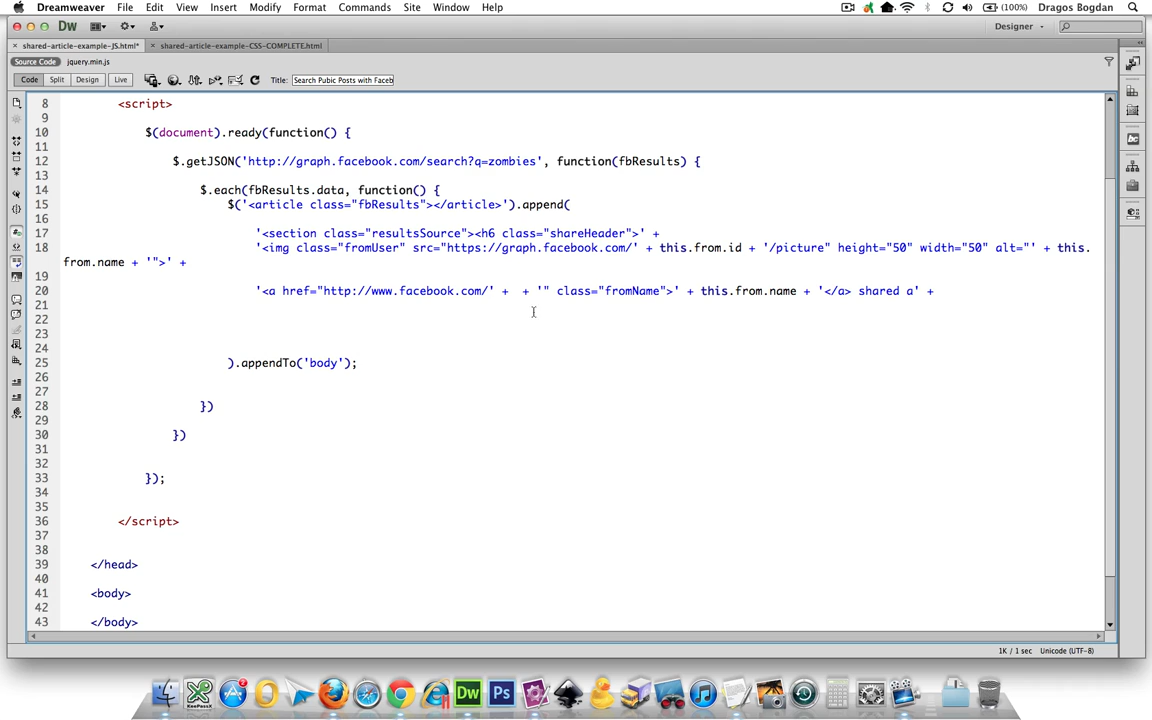 Dreamweaver File Edit View Insert Modify Format Commands Site Window Help (100%) Dragos Bogdan
Dw Designer
shared-article-example-JS.html* shared-article-example-CSS-COMPLETE.html
Source Code jquery.min.js
Code Split Design Live Title: Search Pubic Posts with Faceb
8 <script>
9
10 $(document).ready(function() {
11
12 $.getJSON('http://graph.facebook.com/search?q=zombies', function(fbResults) {
13
14 $.each(fbResults.data, function() {
15 $('<article class="fbResults"></article>').append(
16
17 '<section class="resultsSource"><h6 class="shareHeader">' +
18 '<img class="fromUser" src="https://graph.facebook.com/' + this.from.id + '/picture" height="50" width="50" alt="' + this.
from.name + '">' +
19
20 '<a href="http://www.facebook.com/' + + '" class="fromName">' + this.from.name + '</a> shared a' +
21
22
23
24
25 ).appendTo('body');
26
27
28 })
29
30 })
31
32
33 });
34
35
36 </script>
37
38
39 </head>
40
41 <body>
42
43 </body>
1K / 1 sec Unicode (UTF-8)
KeePassX 2 Dw Ps